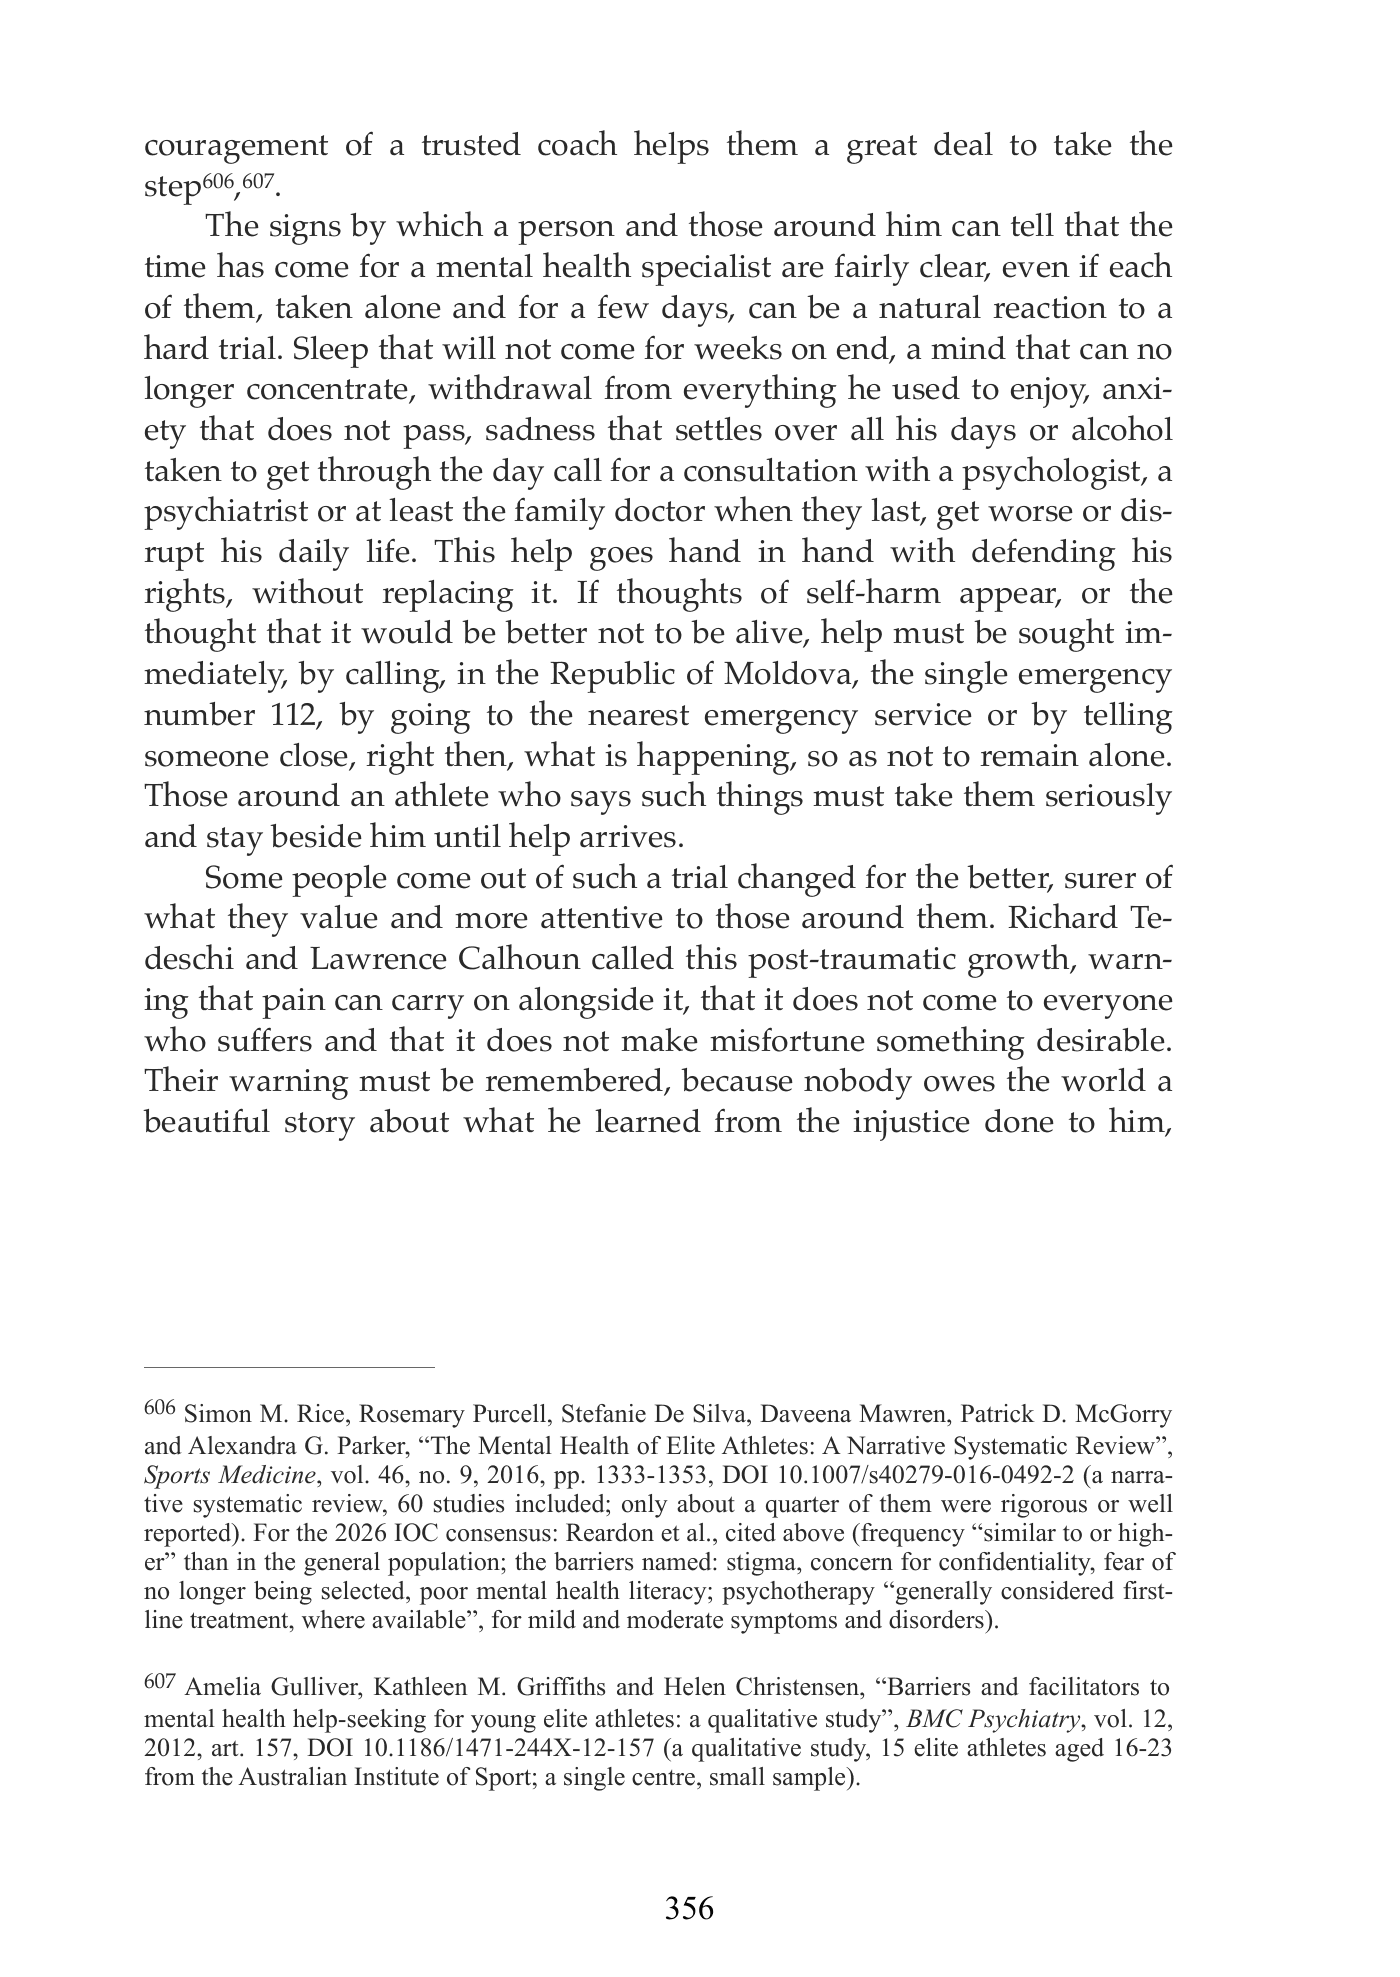 couragement of a trusted coach helps them a great deal to take the
step606,607.
The signs by which a person and those around him can tell that the
time has come for a mental health specialist are fairly clear, even if each
of them, taken alone and for a few days, can be a natural reaction to a
hard trial. Sleep that will not come for weeks on end, a mind that can no
longer concentrate, withdrawal from everything he used to enjoy, anxi-
ety that does not pass, sadness that settles over all his days or alcohol
taken to get through the day call for a consultation with a psychologist, a
psychiatrist or at least the family doctor when they last, get worse or dis-
rupt his daily life. This help goes hand in hand with defending his
rights, without replacing it. If thoughts of self-harm appear, or the
thought that it would be better not to be alive, help must be sought im-
mediately, by calling, in the Republic of Moldova, the single emergency
number 112, by going to the nearest emergency service or by telling
someone close, right then, what is happening, so as not to remain alone.
Those around an athlete who says such things must take them seriously
and stay beside him until help arrives.
Some people come out of such a trial changed for the better, surer of
what they value and more attentive to those around them. Richard Te-
deschi and Lawrence Calhoun called this post-traumatic growth, warn-
ing that pain can carry on alongside it, that it does not come to everyone
who suffers and that it does not make misfortune something desirable.
Their warning must be remembered, because nobody owes the world a
beautiful story about what he learned from the injustice done to him,
606 Simon M. Rice, Rosemary Purcell, Stefanie De Silva, Daveena Mawren, Patrick D. McGorry
and Alexandra G. Parker, “The Mental Health of Elite Athletes: A Narrative Systematic Review”,
Sports Medicine, vol. 46, no. 9, 2016, pp. 1333-1353, DOI 10.1007/s40279-016-0492-2 (a narra-
tive systematic review, 60 studies included; only about a quarter of them were rigorous or well
reported). For the 2026 IOC consensus: Reardon et al., cited above (frequency “similar to or high-
er” than in the general population; the barriers named: stigma, concern for confidentiality, fear of
no longer being selected, poor mental health literacy; psychotherapy “generally considered first-
line treatment, where available”, for mild and moderate symptoms and disorders).
607 Amelia Gulliver, Kathleen M. Griffiths and Helen Christensen, “Barriers and facilitators to
mental health help-seeking for young elite athletes: a qualitative study”, BMC Psychiatry, vol. 12,
2012, art. 157, DOI 10.1186/1471-244X-12-157 (a qualitative study, 15 elite athletes aged 16-23
from the Australian Institute of Sport; a single centre, small sample).
356